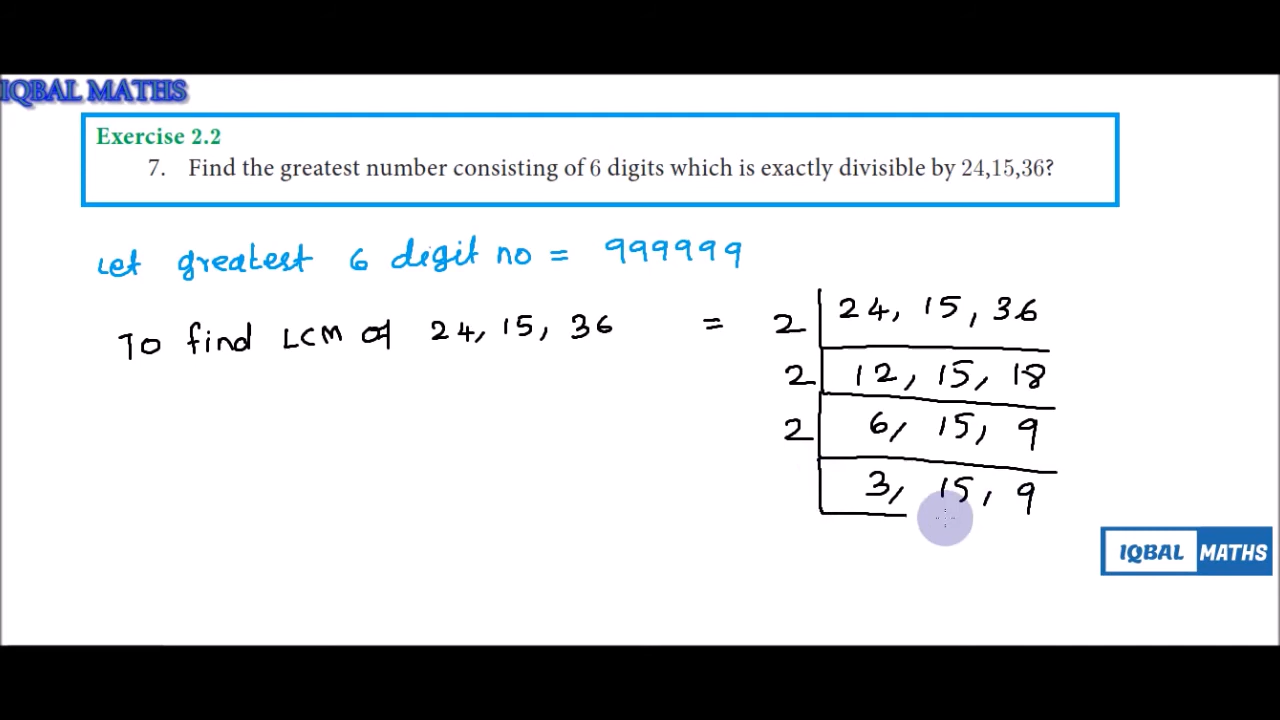 IQBAL MATHS
Exercise 2.2
7. Find the greatest number consisting of 6 digits which is exactly divisible by 24,15,36?
Let greatest 6 digit no = 999999
To find LCM of 24, 15, 36 = 2 24, 15, 36
2 12, 15, 18
2 6, 15, 9
3, 15, 9
IQBAL MATHS